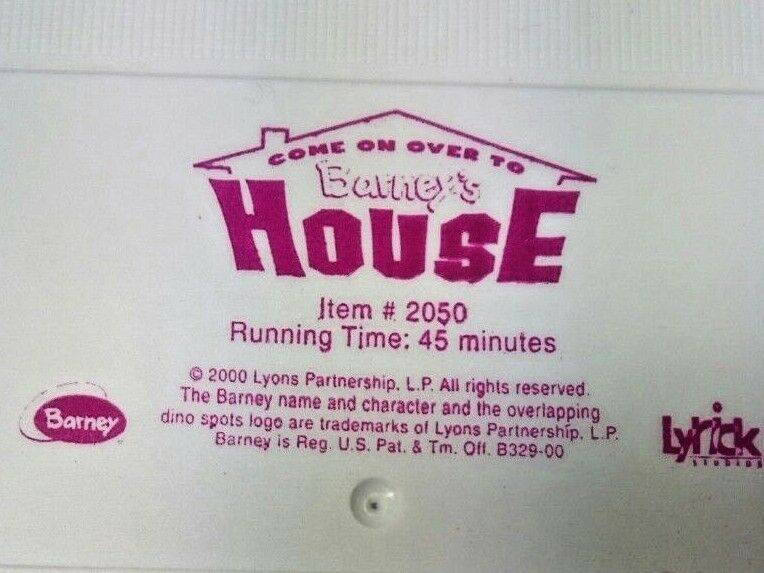 COME ON OVER TO
Barney's
HOUSE
Item # 2050
Running Time: 45 minutes
© 2000 Lyons Partnership, L.P. All rights reserved.
The Barney name and character and the overlapping
dino spots logo are trademarks of Lyons Partnership, L.P.
Barney is Reg. U.S. Pat. & Tm. Off. B329-00
Barney
Lyrick
STUDIOS